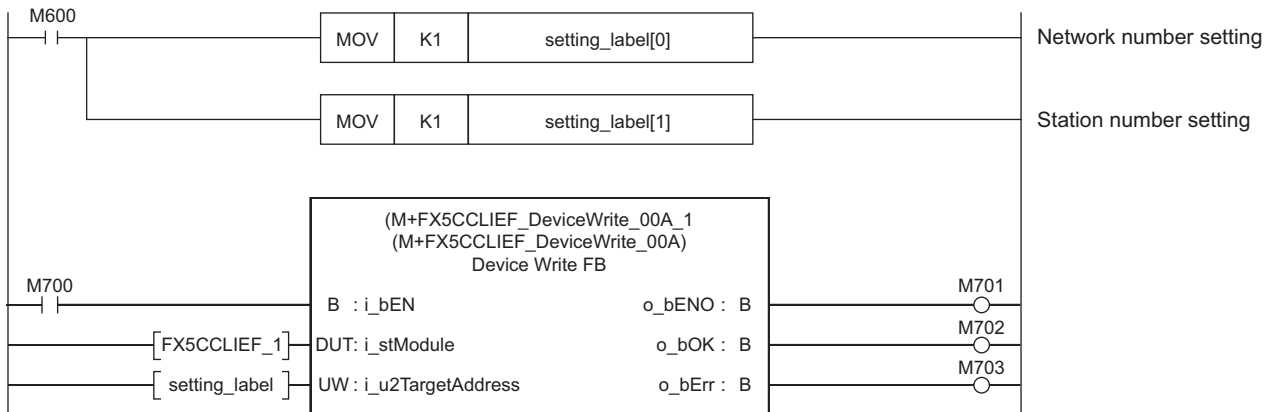 M600
MOV K1 setting_label[0] Network number setting
MOV K1 setting_label[1] Station number setting
(M+FX5CCLIEF_DeviceWrite_00A_1
(M+FX5CCLIEF_DeviceWrite_00A)
Device Write FB
M700 B : i_bEN o_bENO : B M701
FX5CCLIEF_1 DUT: i_stModule o_bOK : B M702
setting_label UW : i_u2TargetAddress o_bErr : B M703